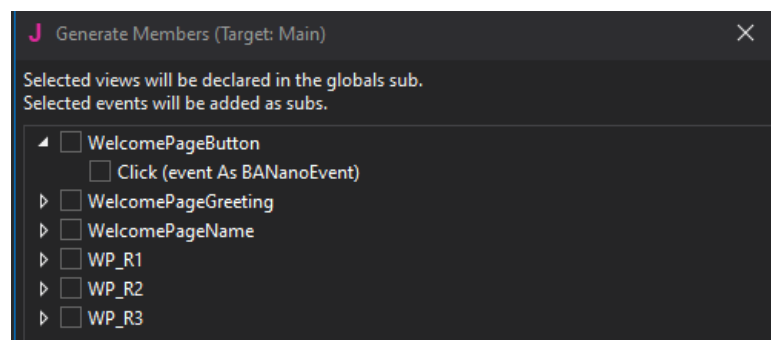 J Generate Members (Target: Main)
Selected views will be declared in the globals sub.
Selected events will be added as subs.
WelcomePageButton
Click (event As BANanoEvent)
WelcomePageGreeting
WelcomePageName
WP_R1
WP_R2
WP_R3